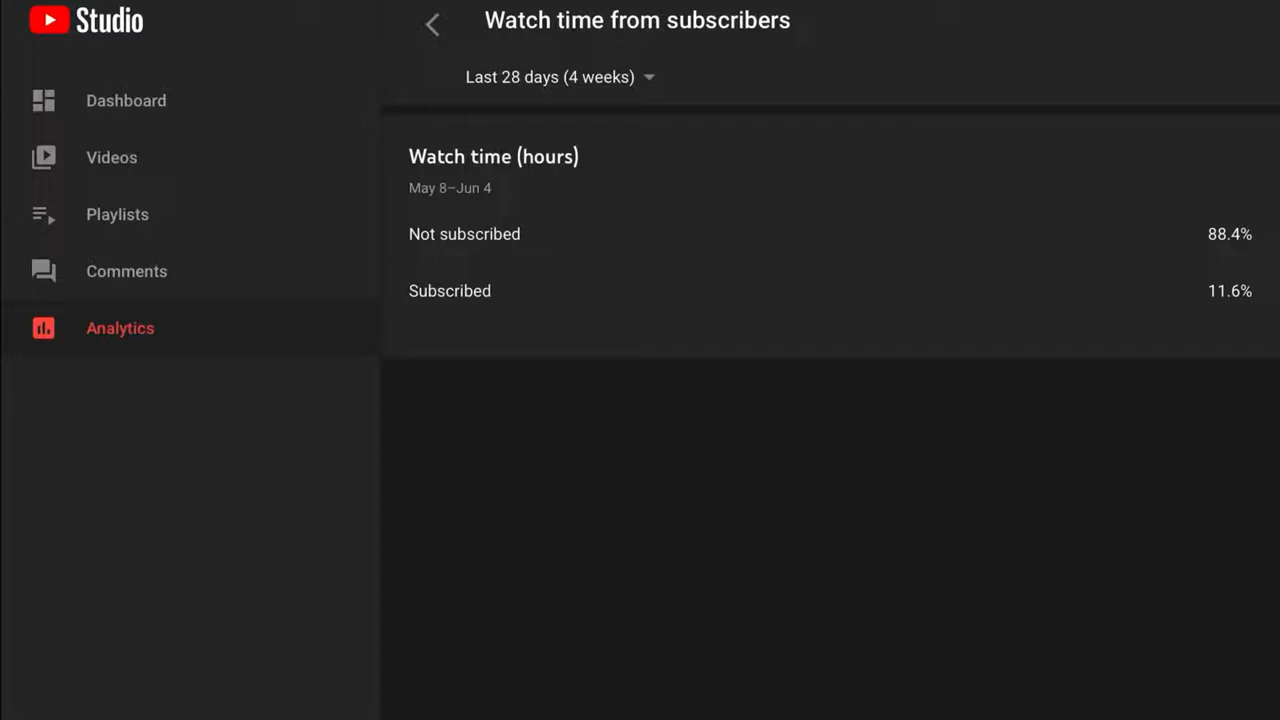 Studio
Dashboard
Videos
Playlists
Comments
Analytics
Watch time from subscribers
Last 28 days (4 weeks)
Watch time (hours)
May 8–Jun 4
Not subscribed 88.4%
Subscribed 11.6%